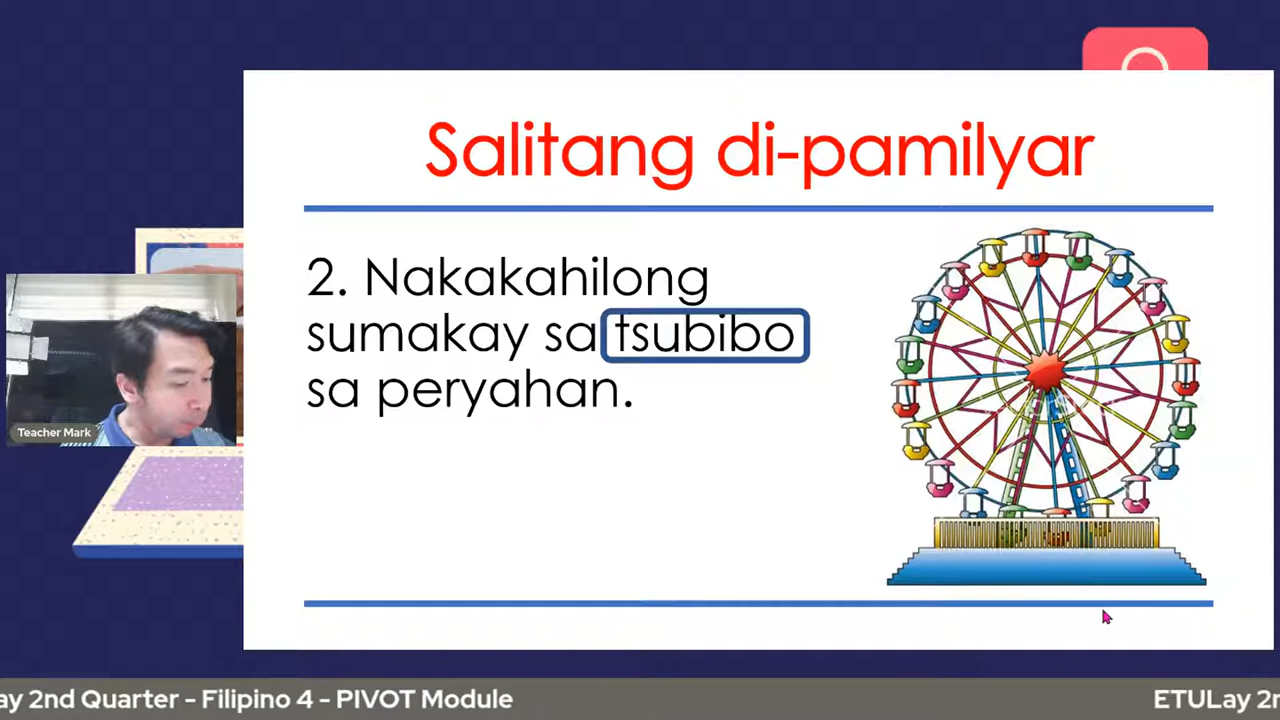 Salitang di-pamilyar
2. Nakakahilong
sumakay sa tsubibo
sa peryahan.
Teacher Mark
ay 2nd Quarter - Filipino 4 - PIVOT Module
ETULay 2